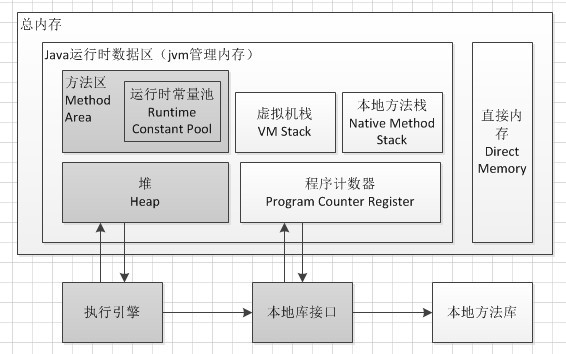 总内存
Java运行时数据区（jvm管理内存）
方法区
Method
Area
运行时常量池
Runtime
Constant Pool
虚拟机栈
VM Stack
本地方法栈
Native Method
Stack
直接内
存
Direct
Memory
堆
Heap
程序计数器
Program Counter Register
执行引擎
本地库接口
本地方法库